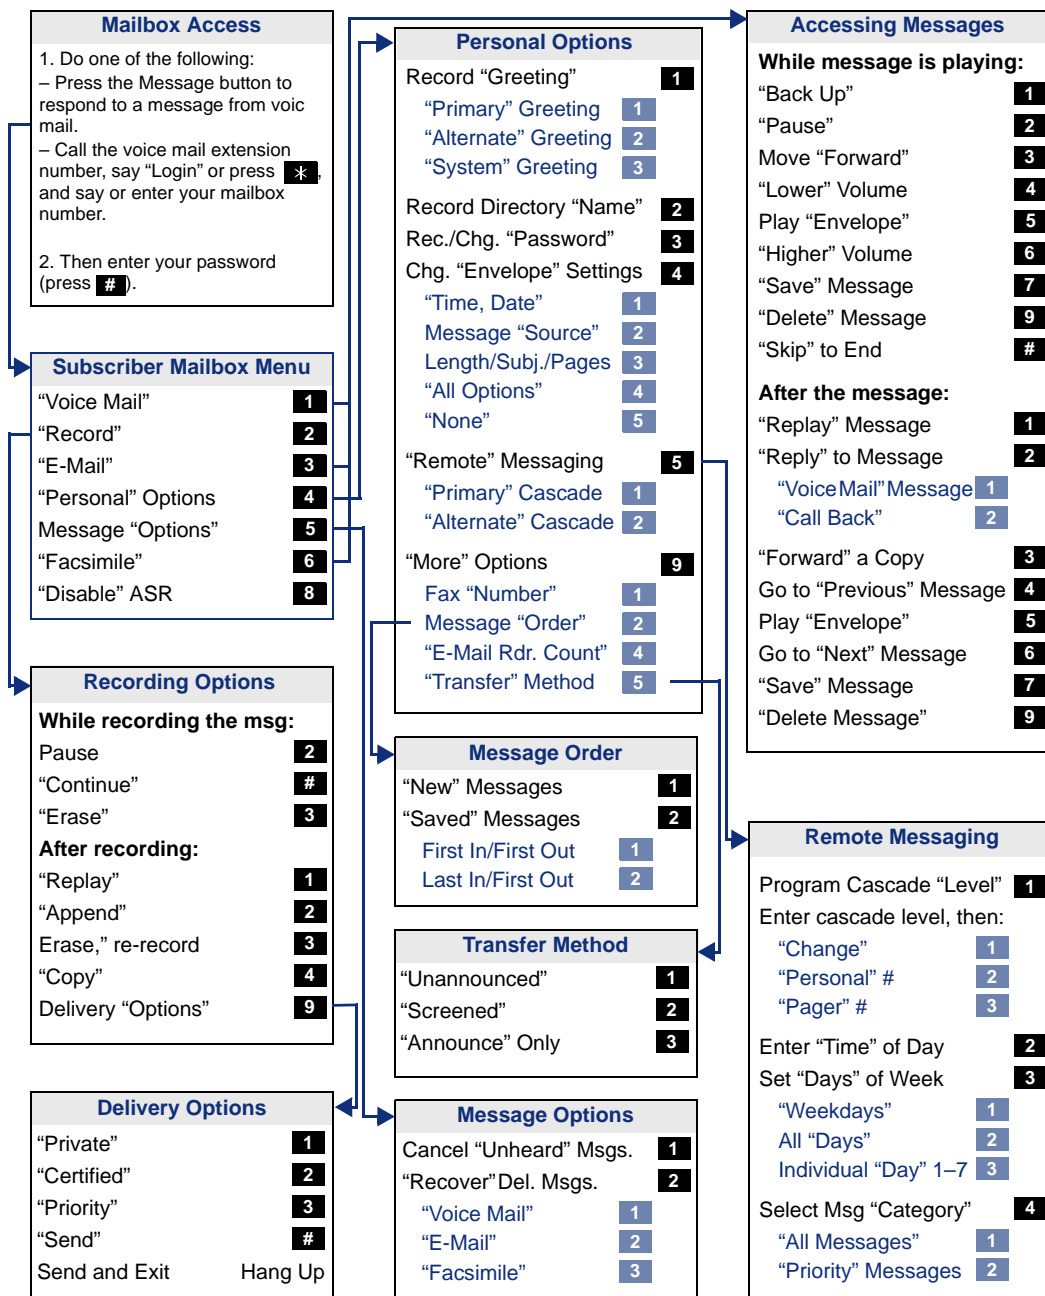 Mailbox Access
1. Do one of the following:
– Press the Message button to
respond to a message from voic
mail.
– Call the voice mail extension
number, say “Login” or press *,
and say or enter your mailbox
number.
2. Then enter your password
(press #).
Subscriber Mailbox Menu
“Voice Mail” 1
“Record” 2
“E-Mail” 3
“Personal” Options 4
Message “Options” 5
“Facsimile” 6
“Disable” ASR 8
Recording Options
While recording the msg:
Pause 2
“Continue” #
“Erase” 3
After recording:
“Replay” 1
“Append” 2
Erase,” re-record 3
“Copy” 4
Delivery “Options” 9
Delivery Options
“Private” 1
“Certified” 2
“Priority” 3
“Send” #
Send and Exit Hang Up
Personal Options
Record “Greeting” 1
“Primary” Greeting 1
“Alternate” Greeting 2
“System” Greeting 3
Record Directory “Name” 2
Rec./Chg. “Password” 3
Chg. “Envelope” Settings 4
“Time, Date” 1
Message “Source” 2
Length/Subj./Pages 3
“All Options” 4
“None” 5
“Remote” Messaging 5
“Primary” Cascade 1
“Alternate” Cascade 2
“More” Options 9
Fax “Number” 1
Message “Order” 2
“E-Mail Rdr. Count” 4
“Transfer” Method 5
Message Order
“New” Messages 1
“Saved” Messages 2
First In/First Out 1
Last In/First Out 2
Transfer Method
“Unannounced” 1
“Screened” 2
“Announce” Only 3
Message Options
Cancel “Unheard” Msgs. 1
“Recover”Del. Msgs. 2
“Voice Mail” 1
“E-Mail” 2
“Facsimile” 3
Accessing Messages
While message is playing:
“Back Up” 1
“Pause” 2
Move “Forward” 3
“Lower” Volume 4
Play “Envelope” 5
“Higher” Volume 6
“Save” Message 7
“Delete” Message 9
“Skip” to End #
After the message:
“Replay” Message 1
“Reply” to Message 2
“Voice Mail” Message 1
“Call Back” 2
“Forward” a Copy 3
Go to “Previous” Message 4
Play “Envelope” 5
Go to “Next” Message 6
“Save” Message 7
“Delete Message” 9
Remote Messaging
Program Cascade “Level” 1
Enter cascade level, then:
“Change” 1
“Personal” # 2
“Pager” # 3
Enter “Time” of Day 2
Set “Days” of Week 3
“Weekdays” 1
All “Days” 2
Individual “Day” 1–7 3
Select Msg “Category” 4
“All Messages” 1
“Priority” Messages 2